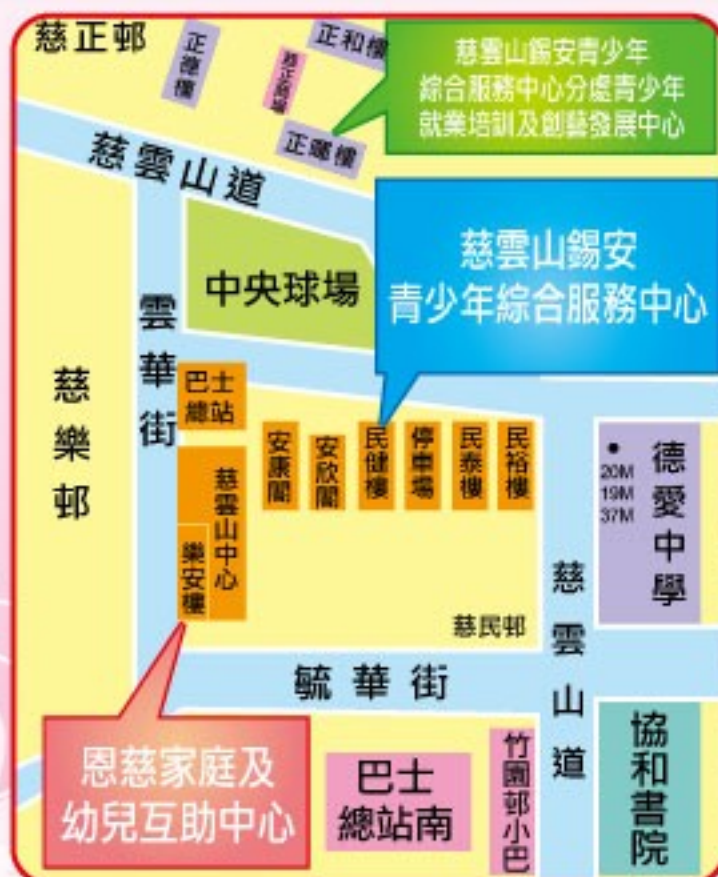 慈正邨
正德樓
慈正商場
正和樓
正暉樓
慈雲山錫安青少年
綜合服務中心分處青少年
就業培訓及創藝發展中心
慈雲山道
中央球場
慈雲山錫安
青少年綜合服務中心
雲華街
慈樂邨
巴士
總站
慈雲山中心
樂安樓
安康閣
安欣閣
民健樓
停車場
民泰樓
民裕樓
20M
19M
37M
德愛中學
慈民邨
慈雲山道
毓華街
恩慈家庭及
幼兒互助中心
巴士
總站南
竹園邨小巴
協和書院